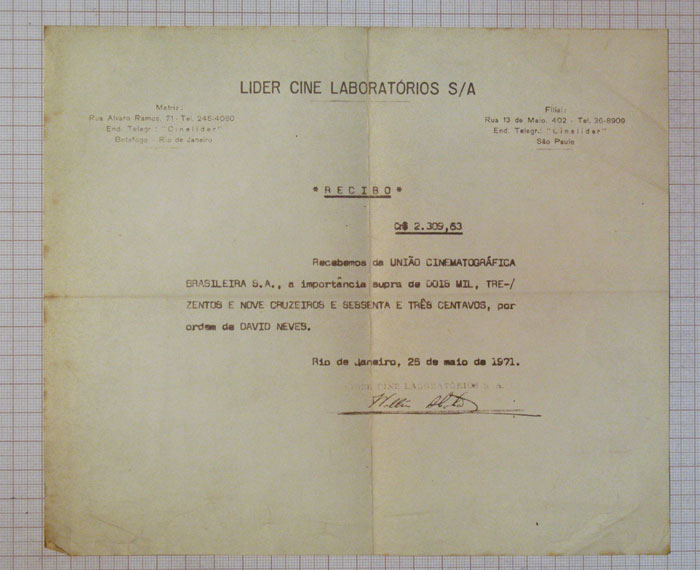 LIDER CINE LABORATÓRIOS S/A
Matriz:
Rua Alvaro Ramos, 71 - Tel. 246-4060
End. Telegr.: "Cinelider"
Botafogo - Rio de Janeiro
Filial:
Rua 13 de Maio, 402 - Tel. 36-8909
End. Telegr.: "Linelider"
São Paulo
* RECIBO *
Cr$ 2.309,63
Recebemos da UNIÃO CINEMATOGRÁFICA
BRASILEIRA S.A., a importância supra de DOIS MIL, TRE-/
ZENTOS E NOVE CRUZEIROS E SESSENTA E TRÊS CENTAVOS, por
ordem de DAVID NEVES.
Rio de Janeiro, 25 de maio de 1971.
CINE LABORATÓRIOS S. A.